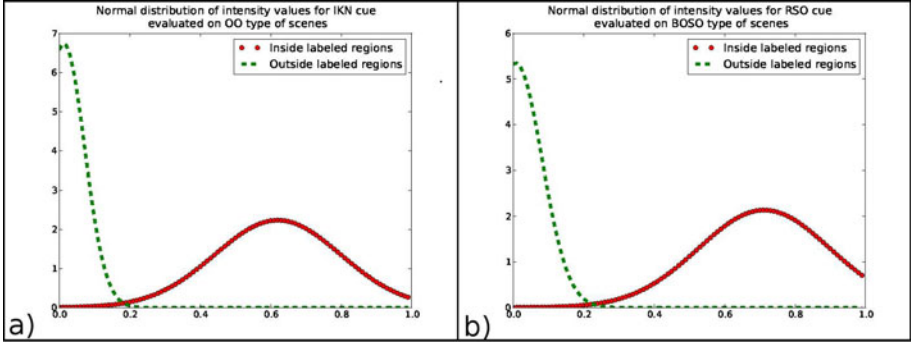 Normal distribution of intensity values for IKN cue
evaluated on OO type of scenes
7
6
5
4
3
2
1
0
0.0 0.2 0.4 0.6 0.8 1.0
Inside labeled regions
Outside labeled regions
a)
Normal distribution of intensity values for RSO cue
evaluated on BOSO type of scenes
6
5
4
3
2
1
0
0.0 0.2 0.4 0.6 0.8 1.0
Inside labeled regions
Outside labeled regions
b)